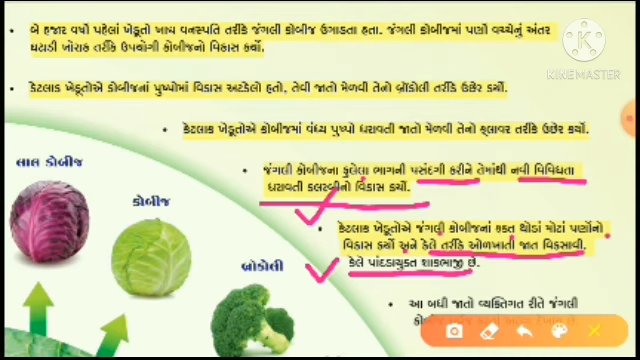 બે હજાર વર્ષો પહેલાં ખેડૂતો ખાદ્ય વનસ્પતિ તરીકે જંગલી કોબીજ ઉગાડતા હતા. જંગલી કોબીજમાં પર્ણો વચ્ચેનું અંતર
ઘટાડી ખોરાક તરીકે ઉપયોગી કોબીજનો વિકાસ કર્યો.
KINEMASTER
કેટલાક ખેડૂતોએ કોબીજનાં પુષ્પોમાં વિકાસ અટકેલો હતો, તેવી જાતો મેળવી તેનો બ્રૉકોલી તરીકે ઉછેર કર્યો.
કેટલાક ખેડૂતોએ કોબીજમાં વંધ્ય પુષ્પો ધરાવતી જાતો મેળવી તેનો ફ્લાવર તરીકે ઉછેર કર્યો.
જંગલી કોબીજના ફૂલેલા ભાગની પસંદગી કરીને તેમાંથી નવી વિવિધતા
ધરાવતી કલરબીનો વિકાસ કર્યો.
કેટલાક ખેડૂતોએ જંગલી કોબીજનાં ફક્ત થોડાં મોટાં પર્ણોનો
વિકાસ કર્યો અને કેલે તરીકે ઓળખાતી જાત વિકસાવી.
કેલે પાંદડાયુક્ત શાકભાજી છે.
આ બધી જાતો વ્યક્તિગત રીતે જંગલી
લાલ કોબીજ
કોબીજ
બ્રોકોલી